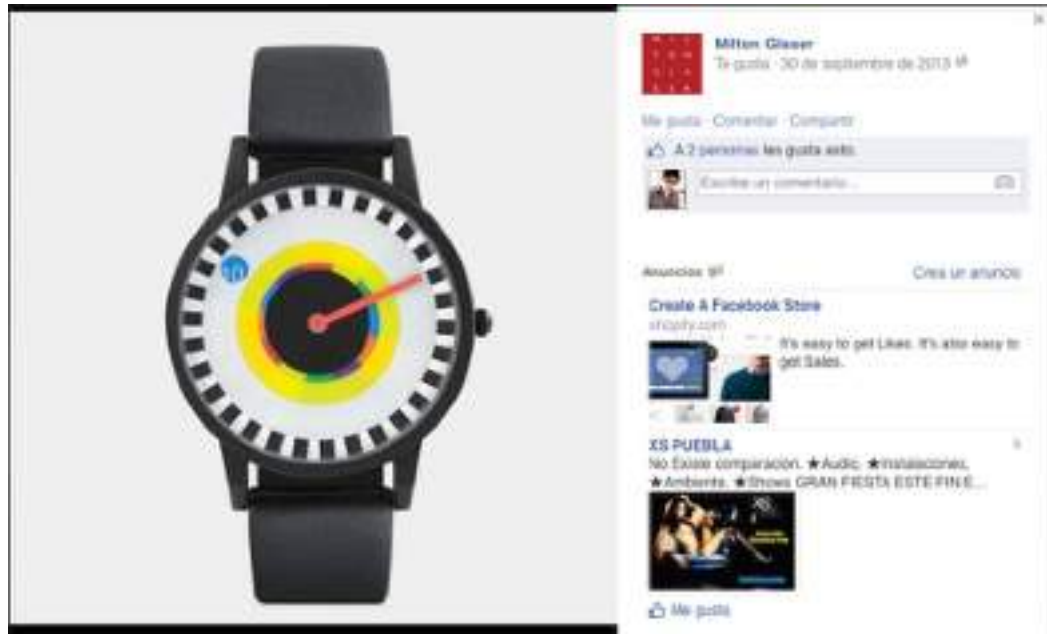 10
Milton Glaser
Te gusta · 30 de septiembre de 2013
Me gusta · Comentar · Compartir
A 2 personas les gusta esto.
Escribe un comentario...
Anuncios
Crea un anuncio
Create A Facebook Store
shopify.com
It's easy to get Likes. It's also easy to
get Sales.
XS PUEBLA
No Existe comparación. ★Audio, ★Instalaciones,
★Ambiente, ★Shows GRAN FIESTA ESTE FIN E...
Me gusta